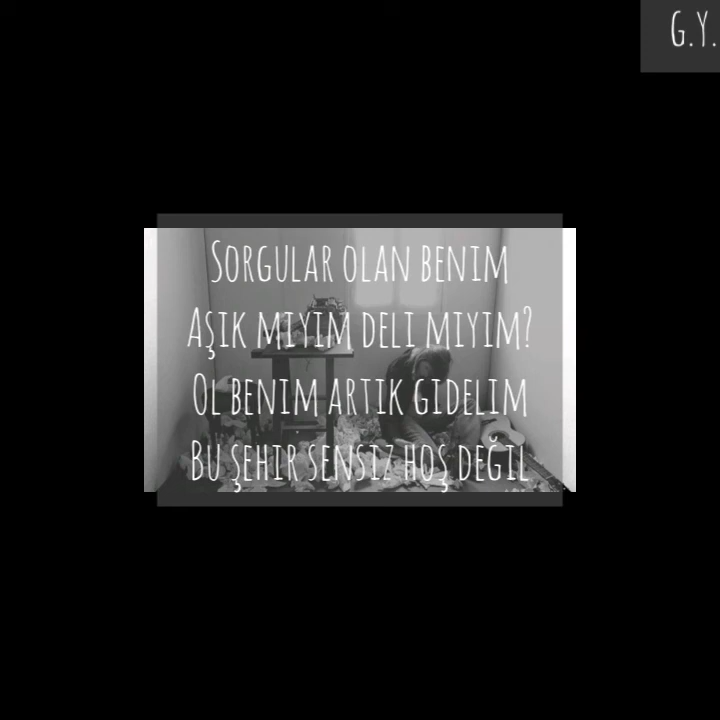 G.Y.
Sorgular olan benim
Aşık mıyım deli miyim?
Ol benim artık gidelim
Bu şehir sensiz hoş değil